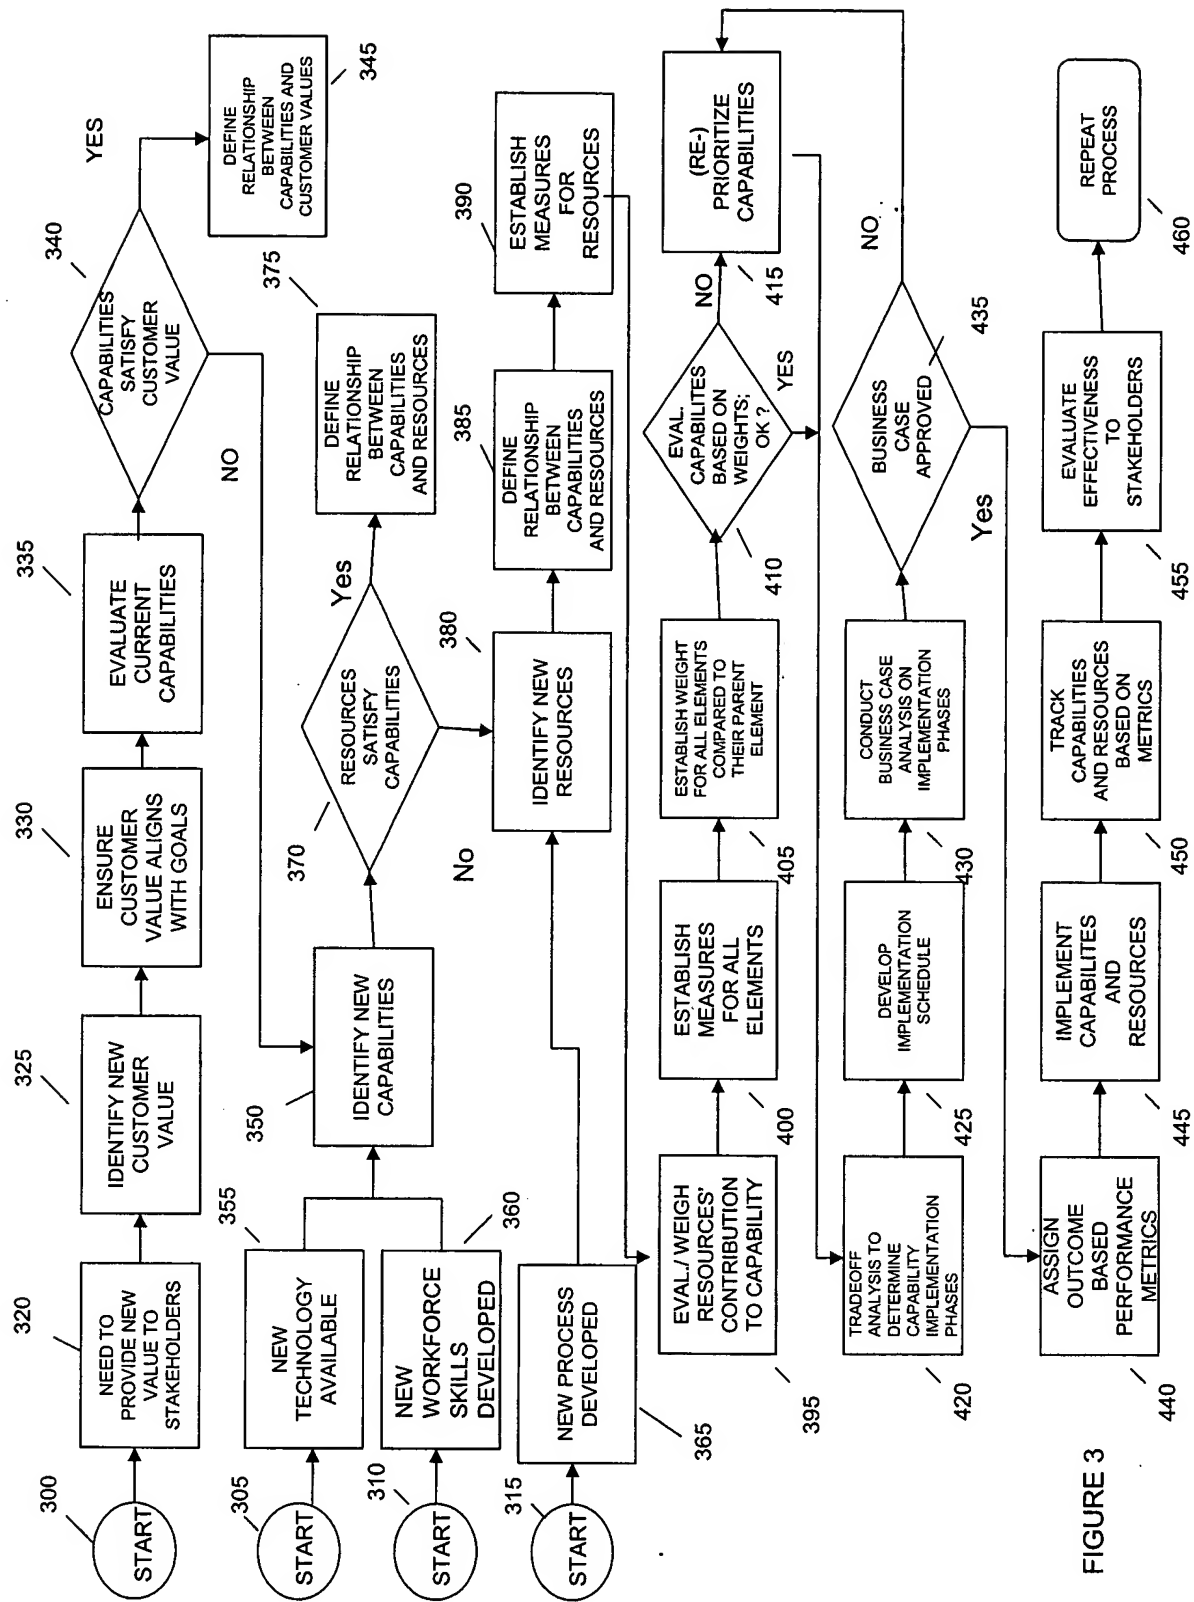 300
START
320
NEED TO
PROVIDE NEW
VALUE TO
STAKEHOLDERS
325
IDENTIFY NEW
CUSTOMER
VALUE
330
ENSURE
CUSTOMER
VALUE ALIGNS
WITH GOALS
335
EVALUATE
CURRENT
CAPABILITIES
340
CAPABILITIES
SATISFY
CUSTOMER
VALUE
YES
NO
DEFINE
RELATIONSHIP
BETWEEN
CAPABILITIES AND
CUSTOMER VALUES
345
305
START
355
NEW
TECHNOLOGY
AVAILABLE
310
START
360
NEW
WORKFORCE
SKILLS
DEVELOPED
350
IDENTIFY NEW
CAPABILITIES
370
RESOURCES
SATISFY
CAPABILITIES
Yes
No
375
DEFINE
RELATIONSHIP
BETWEEN
CAPABILITIES
AND RESOURCES
315
START
NEW PROCESS
DEVELOPED
365
380
IDENTIFY NEW
RESOURCES
385
DEFINE
RELATIONSHIP
BETWEEN
CAPABILITIES
AND RESOURCES
390
ESTABLISH
MEASURES
FOR
RESOURCES
EVAL./ WEIGH
RESOURCES'
CONTRIBUTION
TO CAPABILITY
395
ESTABLISH
MEASURES
FOR ALL
ELEMENTS
400
ESTABLISH WEIGHT
FOR ALL ELEMENTS
COMPARED TO
THEIR PARENT
ELEMENT
405
EVAL.
CAPABILITES
BASED ON
WEIGHTS;
OK?
410
NO
YES
(RE-)
PRIORITIZE
CAPABILITIES
415
TRADEOFF
ANALYSIS TO
DETERMINE
CAPABILITY
IMPLEMENTATION
PHASES
420
DEVELOP
IMPLEMENTATION
SCHEDULE
425
CONDUCT
BUSINESS CASE
ANALYSIS ON
IMPLEMENTATION
PHASES
430
BUSINESS
CASE
APPROVED
435
NO
Yes
ASSIGN
OUTCOME
BASED
PERFORMANCE
METRICS
440
IMPLEMENT
CAPABILITES
AND
RESOURCES
445
TRACK
CAPABILITIES
AND RESOURCES
BASED ON
METRICS
450
EVALUATE
EFFECTIVENESS
TO
STAKEHOLDERS
455
REPEAT
PROCESS
460
FIGURE 3